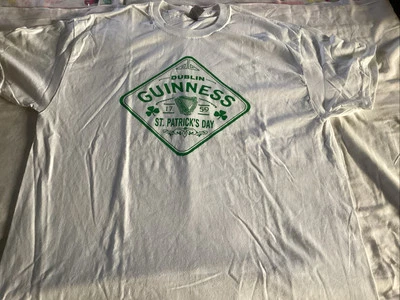 DUBLIN
GUINNESS
17 59
ST. PATRICK'S DAY